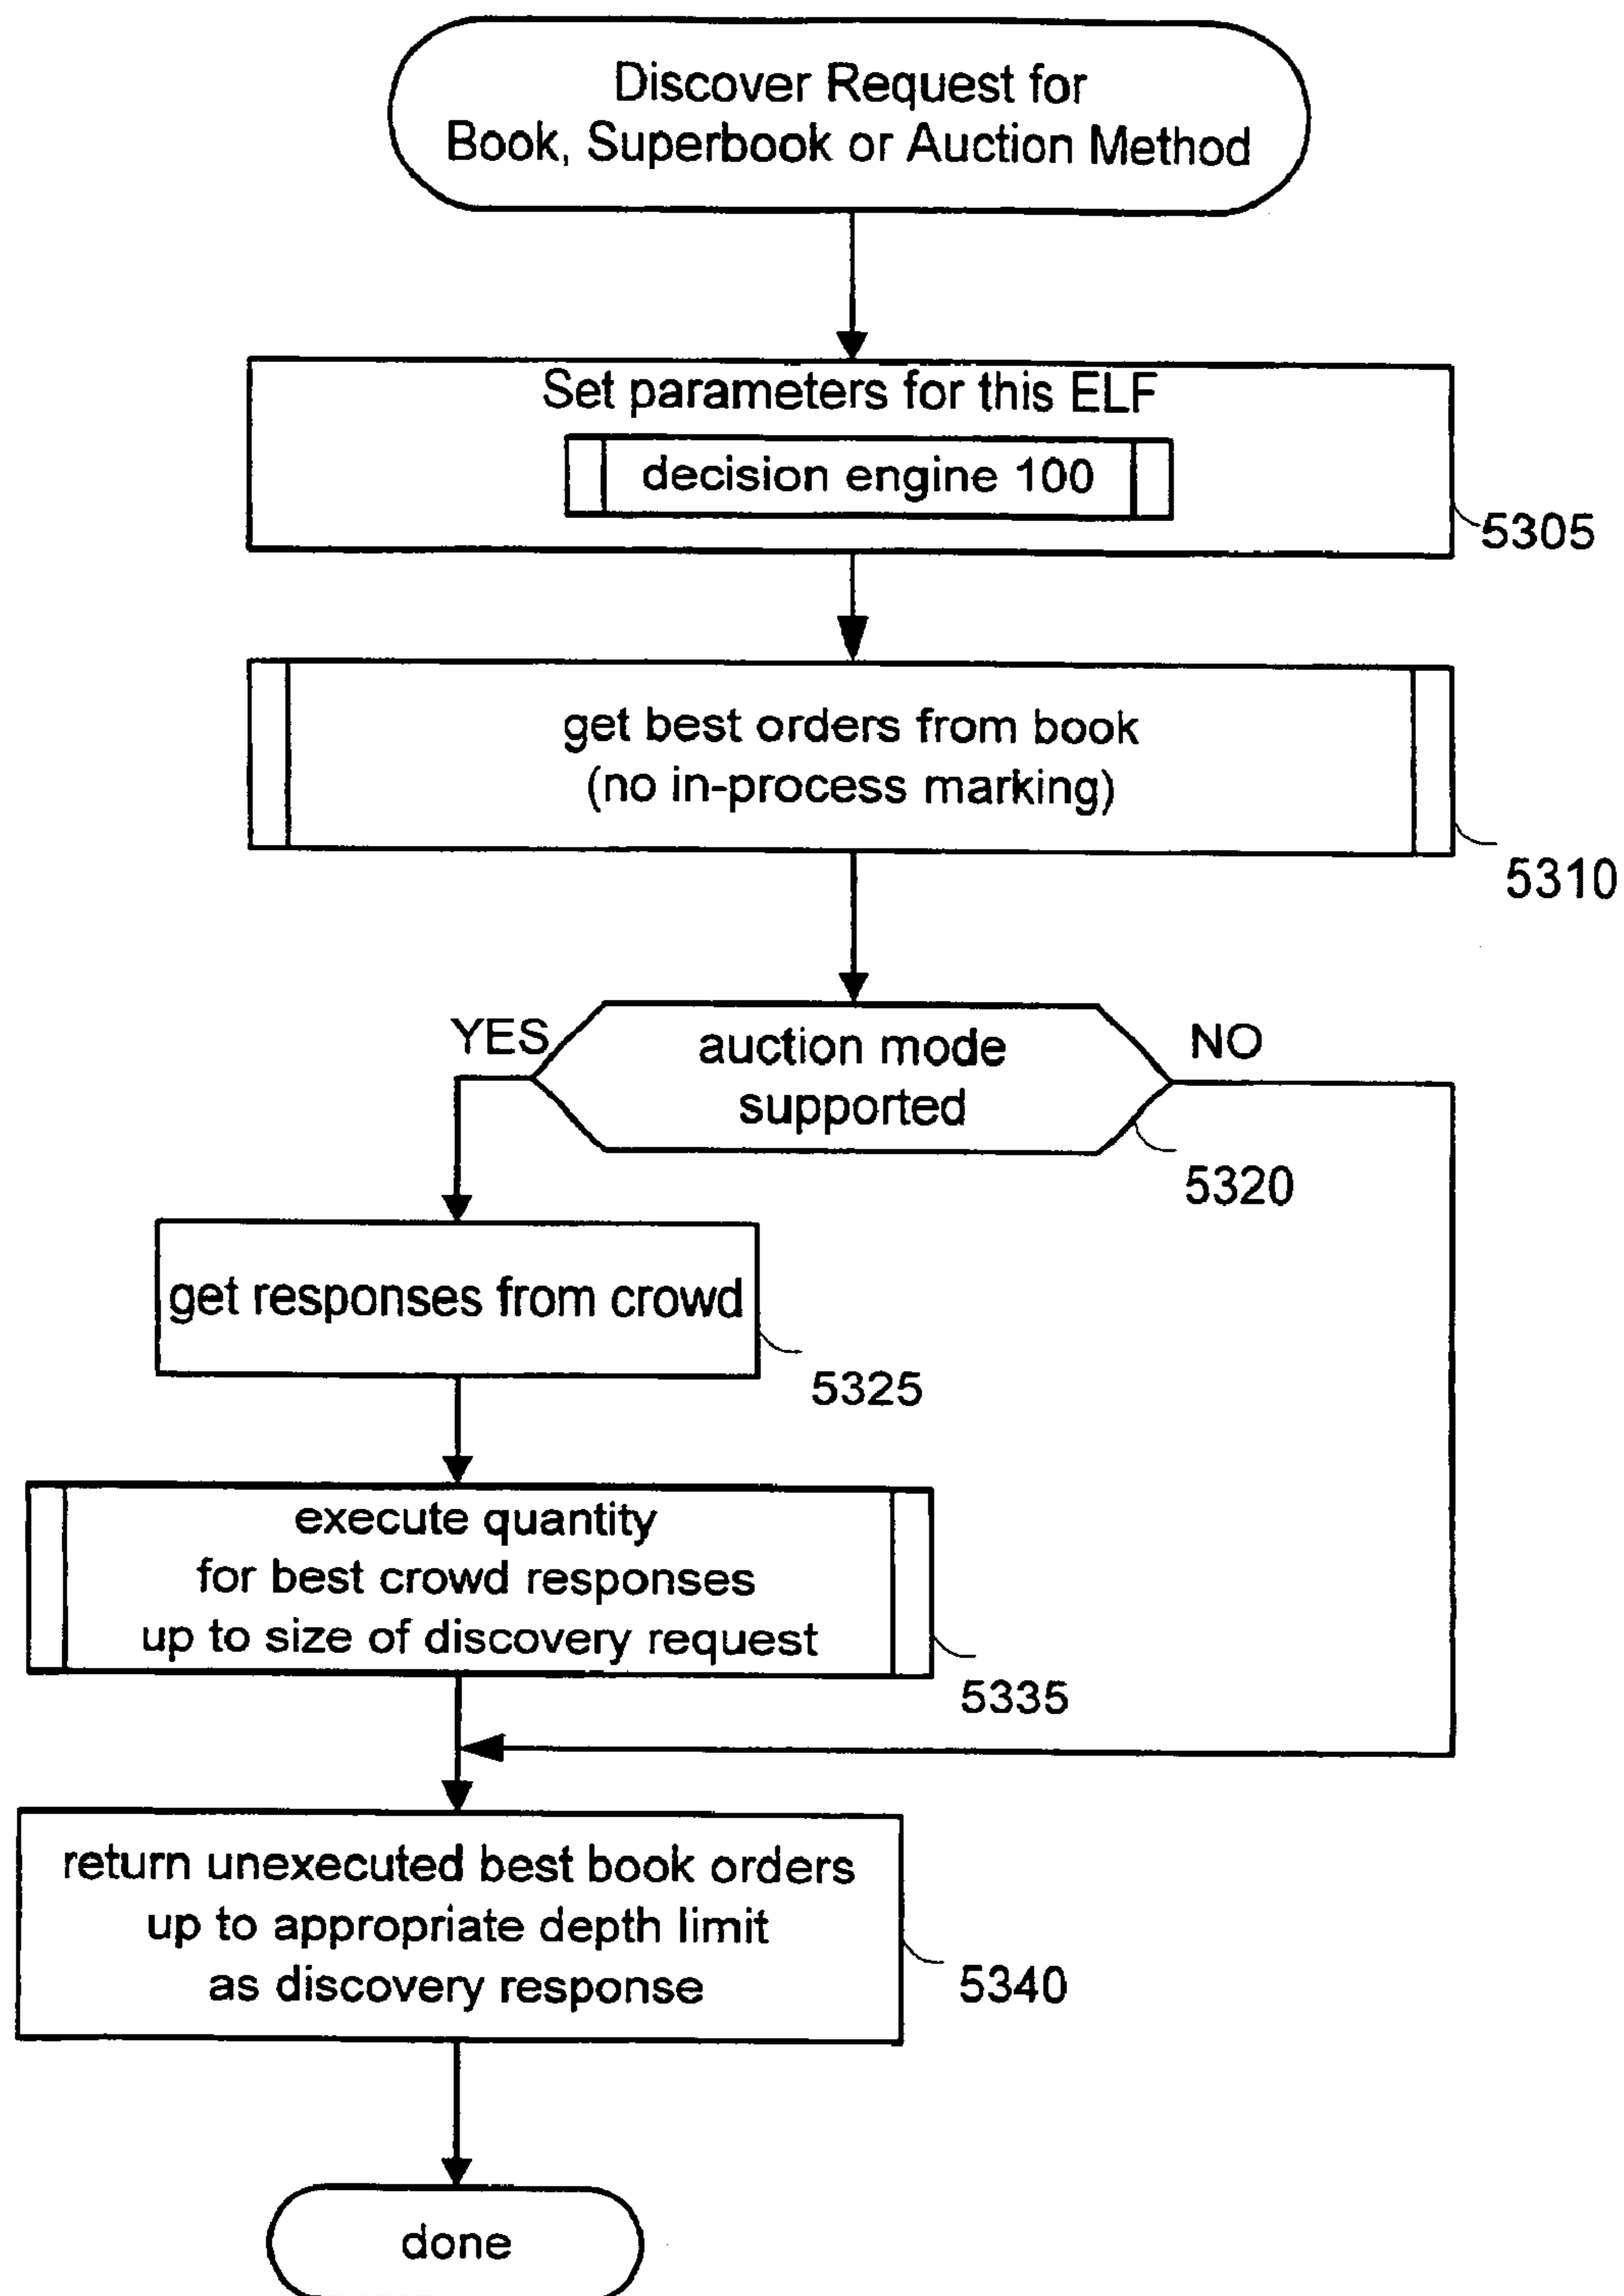 Discover Request for
Book, Superbook or Auction Method
Set parameters for this ELF
decision engine 100
5305
get best orders from book
(no in-process marking)
5310
YES
auction mode
supported
NO
5320
get responses from crowd
5325
execute quantity
for best crowd responses
up to size of discovery request
5335
return unexecuted best book orders
up to appropriate depth limit
as discovery response
5340
done